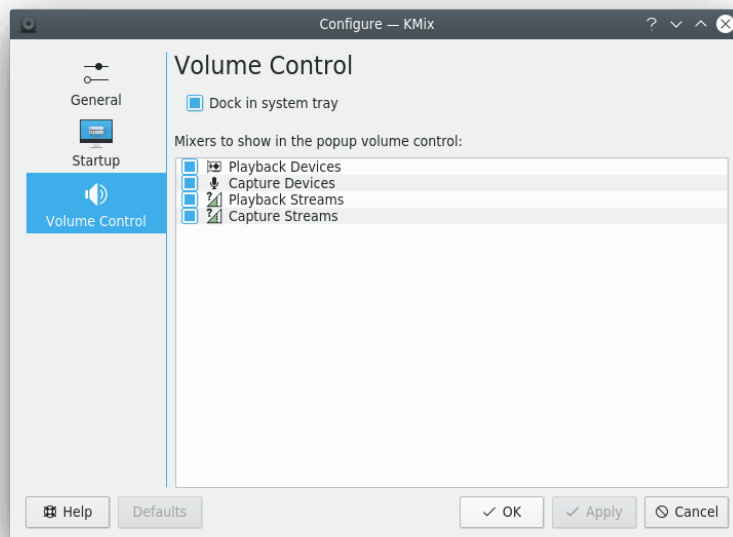 Configure — KMix
General
Startup
Volume Control
Volume Control
Dock in system tray
Mixers to show in the popup volume control:
Playback Devices
Capture Devices
Playback Streams
Capture Streams
Help
Defaults
OK
Apply
Cancel